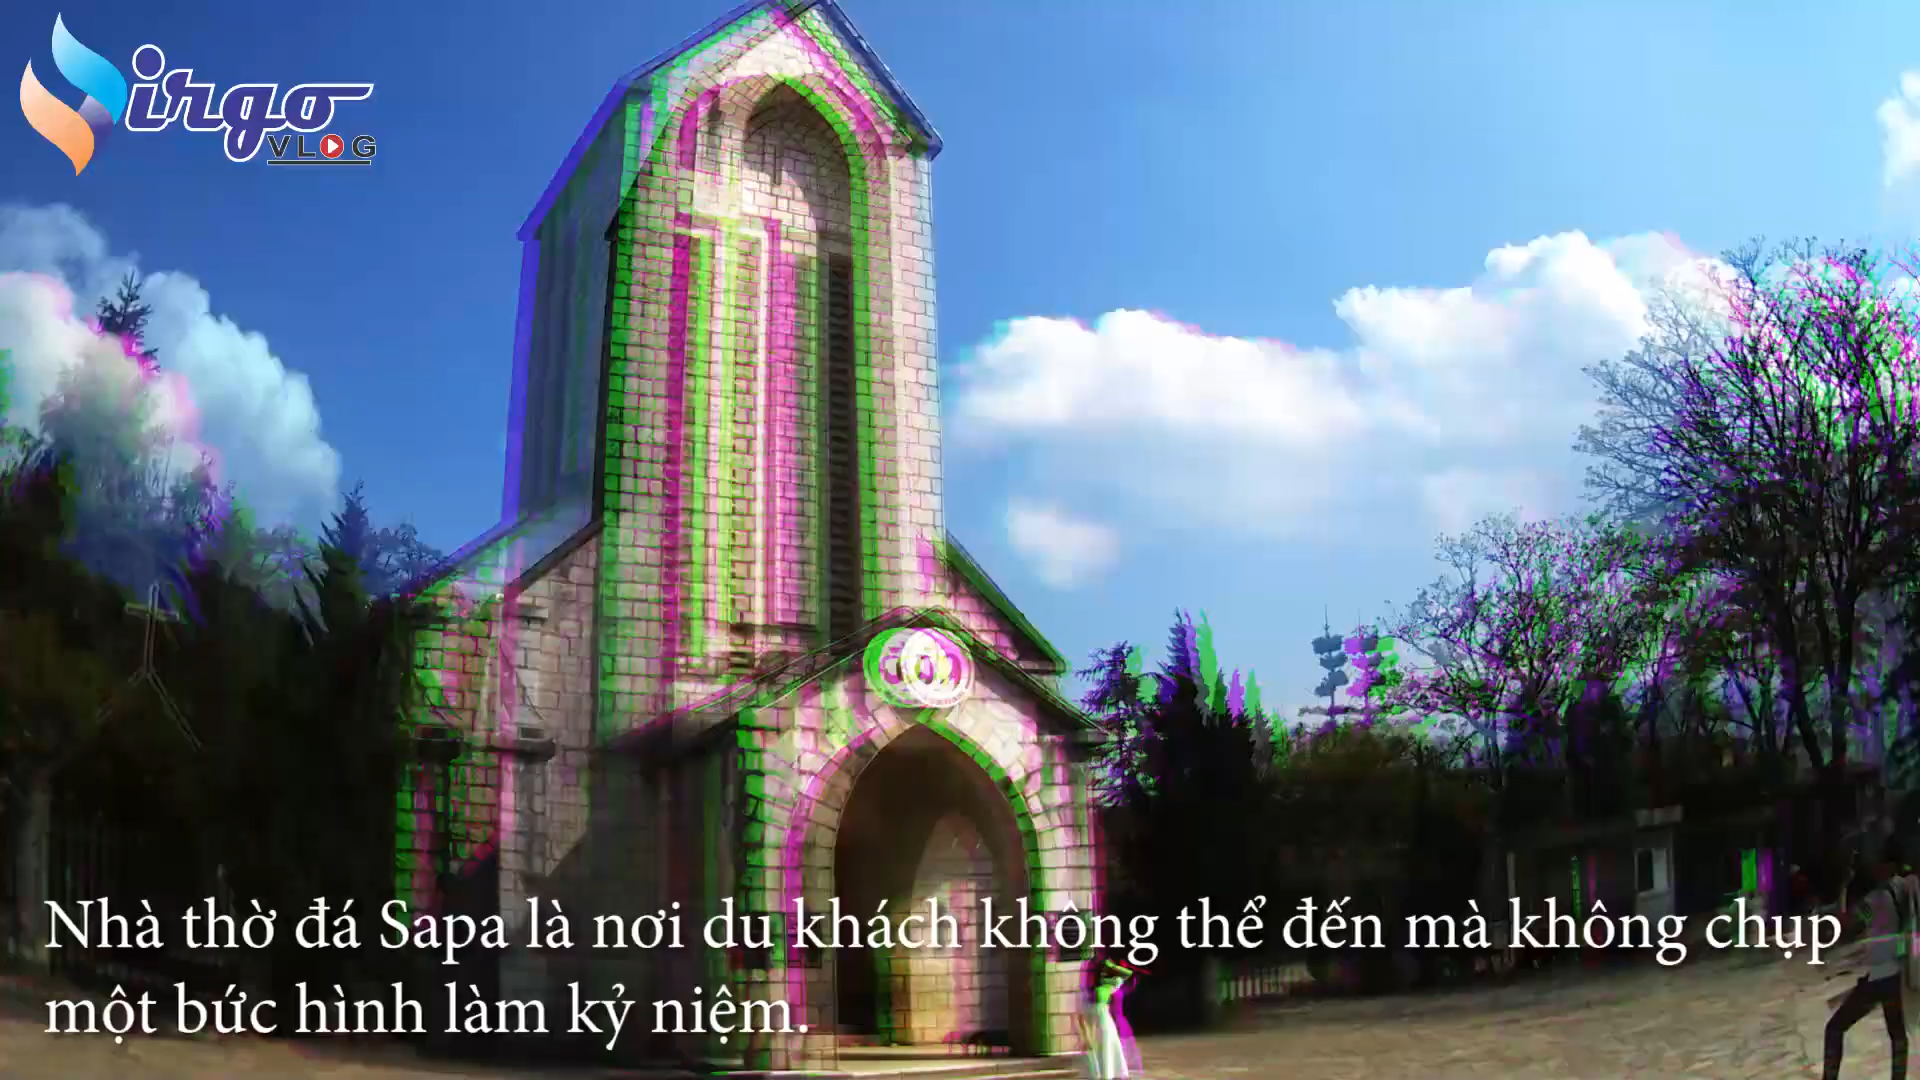 irgo
VLOG
Nhà thờ đá Sapa là nơi du khách không thể đến mà không chụp
một bức hình làm kỷ niệm.